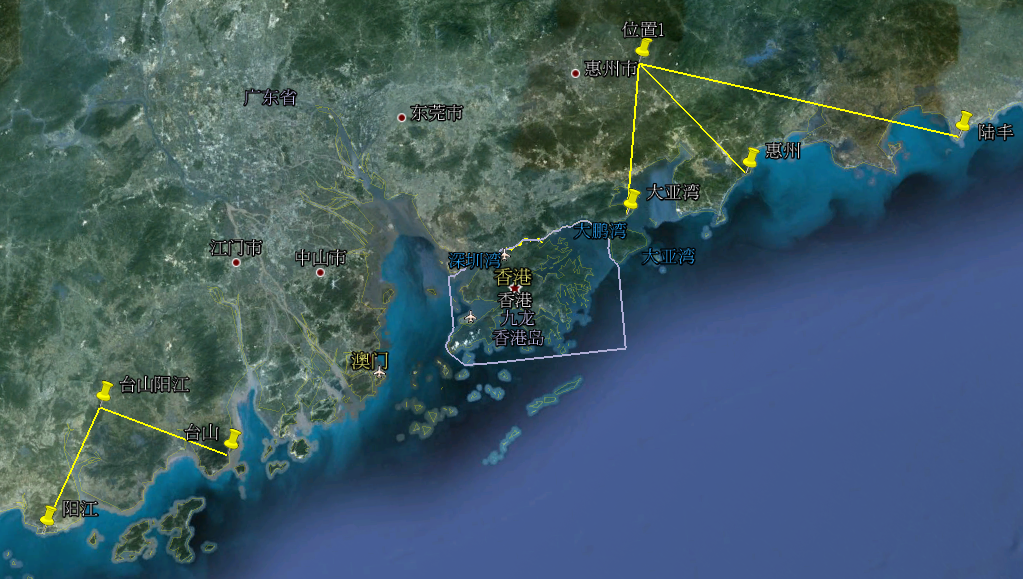 位置1
惠州市
广东省
东莞市
陆丰
惠州
大亚湾
大鹏湾
江门市
中山市
深圳湾
大亚湾
香港
香港
九龙
香港岛
澳门
台山阳江
台山
阳江